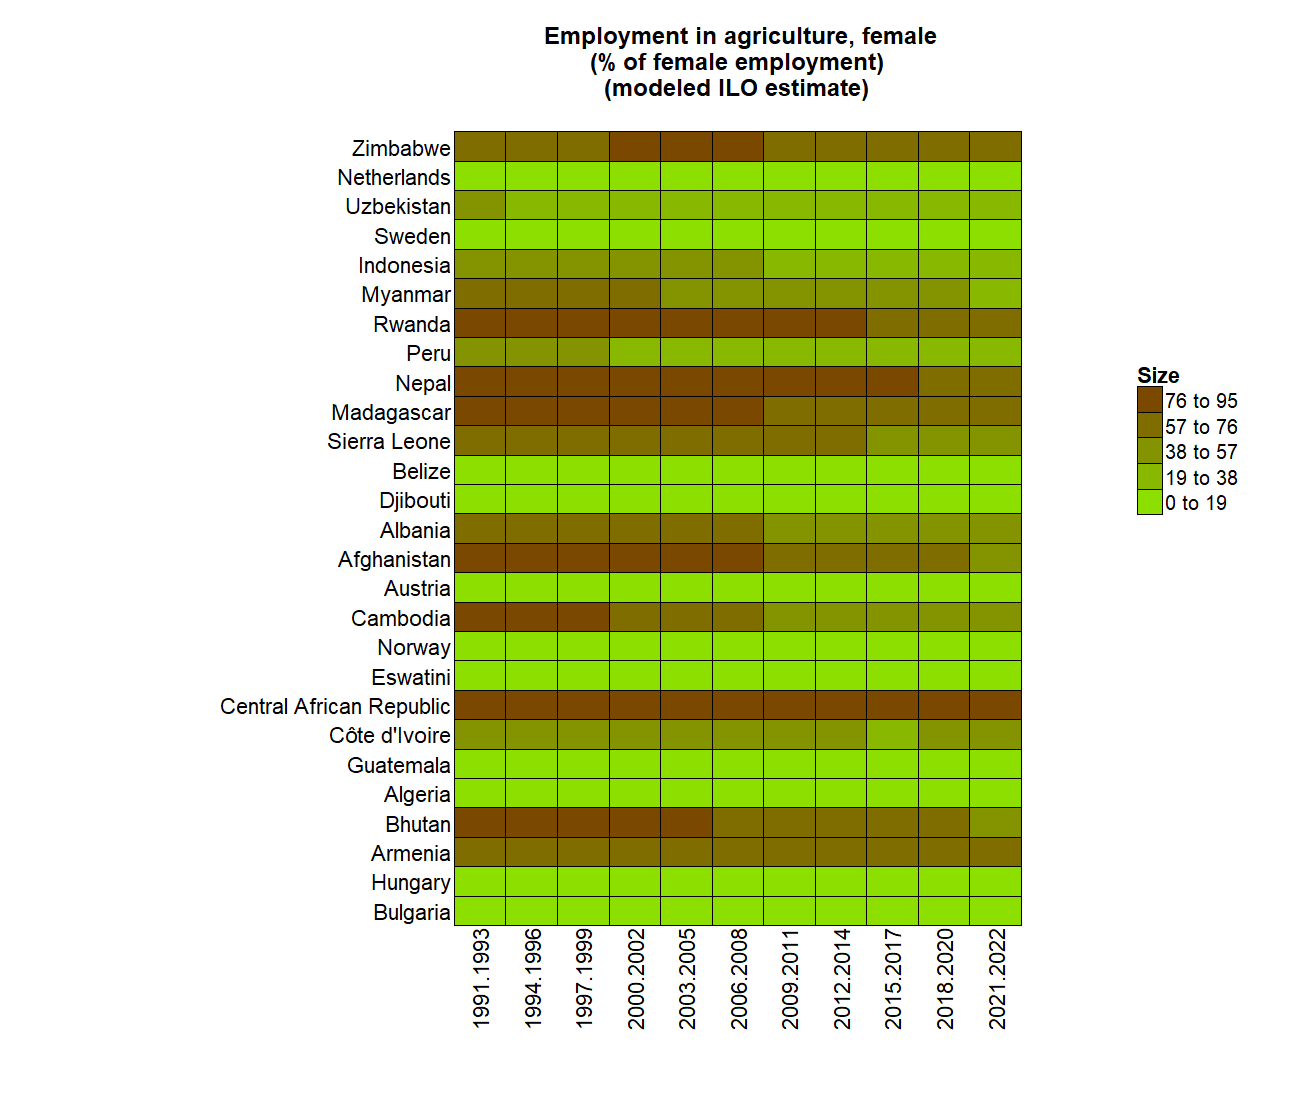 Employment in agriculture, female
(% of female employment)
(modeled ILO estimate)
Zimbabwe
Netherlands
Uzbekistan
Sweden
Indonesia
Myanmar
Rwanda
Peru
Nepal
Madagascar
Sierra Leone
Belize
Djibouti
Albania
Afghanistan
Austria
Cambodia
Norway
Eswatini
Central African Republic
Côte d'Ivoire
Guatemala
Algeria
Bhutan
Armenia
Hungary
Bulgaria
1991.1993
1994.1996
1997.1999
2000.2002
2003.2005
2006.2008
2009.2011
2012.2014
2015.2017
2018.2020
2021.2022
Size
76 to 95
57 to 76
38 to 57
19 to 38
0 to 19